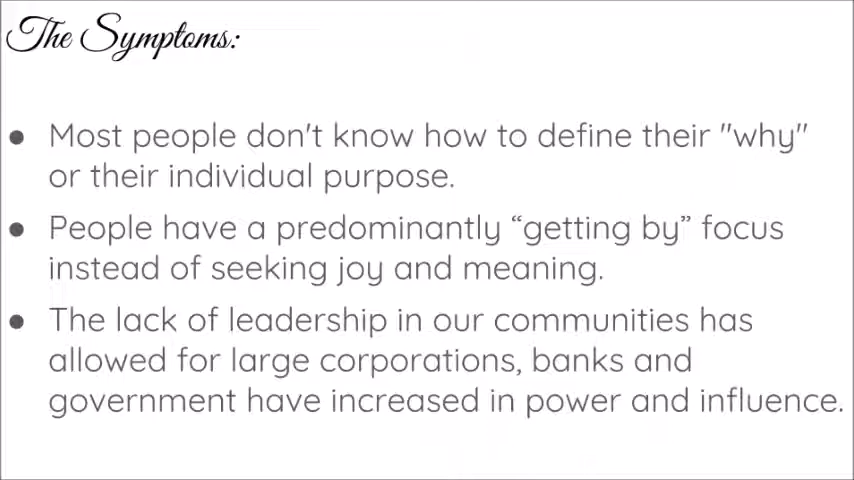 The Symptoms:
● Most people don't know how to define their "why"
or their individual purpose.
● People have a predominantly “getting by” focus
instead of seeking joy and meaning.
● The lack of leadership in our communities has
allowed for large corporations, banks and
government have increased in power and influence.